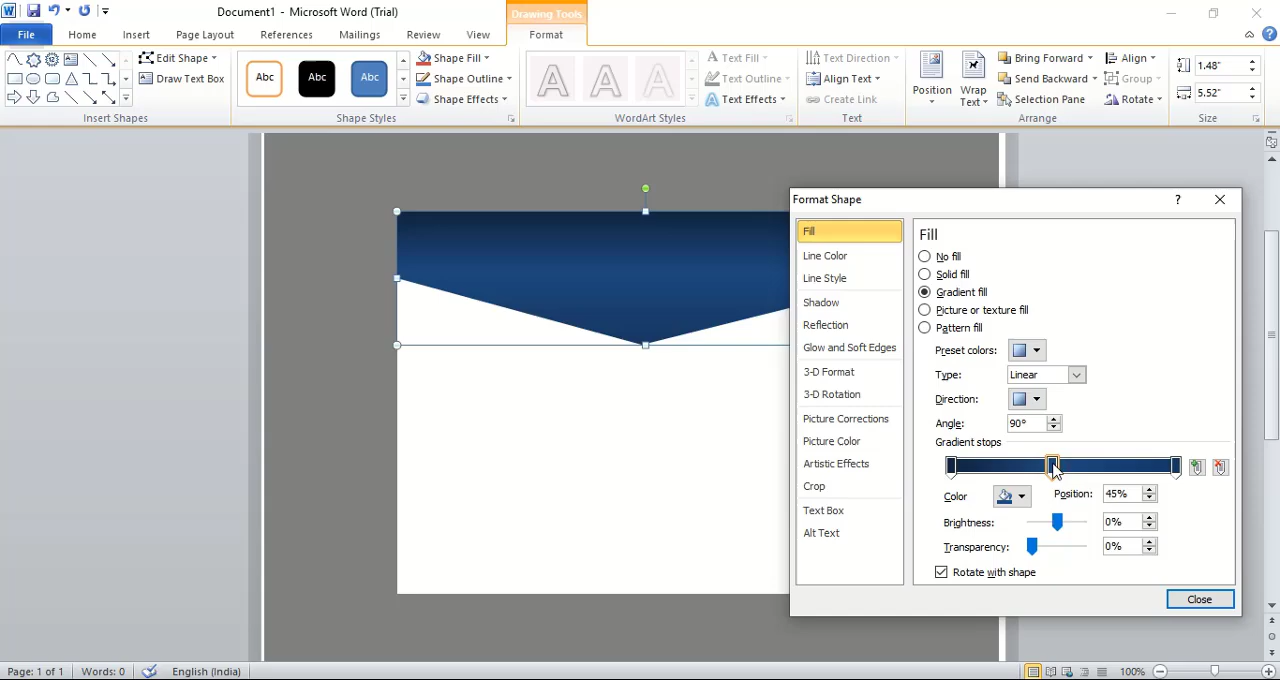 Document1 - Microsoft Word (Trial)
Drawing Tools
File Home Insert Page Layout References Mailings Review View Format
Edit Shape
Draw Text Box
Insert Shapes
Abc Abc Abc
Shape Fill
Shape Outline
Shape Effects
Shape Styles
A A A
Text Fill
Text Outline
Text Effects
WordArt Styles
Text Direction
Align Text
Create Link
Text
Position
Wrap
Text
Bring Forward
Send Backward
Selection Pane
Align
Group
Rotate
Arrange
1.48"
5.52"
Size
Format Shape
Fill
Line Color
Line Style
Shadow
Reflection
Glow and Soft Edges
3-D Format
3-D Rotation
Picture Corrections
Picture Color
Artistic Effects
Crop
Text Box
Alt Text
Fill
No fill
Solid fill
Gradient fill
Picture or texture fill
Pattern fill
Preset colors:
Type: Linear
Direction:
Angle: 90°
Gradient stops
Color Position: 45%
Brightness: 0%
Transparency: 0%
Rotate with shape
Close
Page: 1 of 1 Words: 0 English (India) 100%